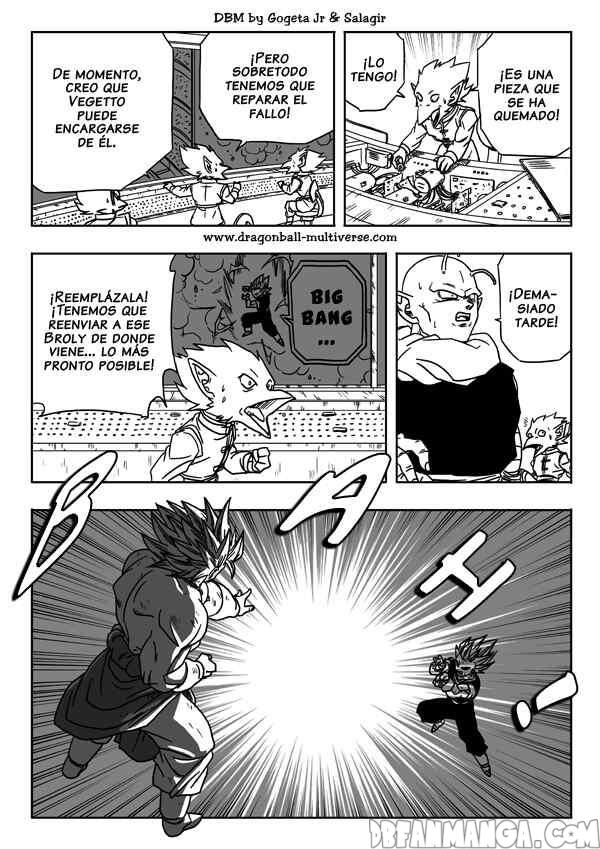 DBM by Gogeta Jr & Salagir
De momento,
creo que
Vegetto
puede
encargarse
de él.
¡Pero
sobretodo
tenemos que
reparar el
fallo!
¡Lo
tengo!
¡Es una
pieza que
se ha
quemado!
www.dragonball-multiverse.com
¡Reemplázala!
¡Tenemos que
reenviar a ese
Broly de donde
viene... lo más
pronto posible!
BIG
BANG
...
¡Dema-
siado
tarde!
BAH!
DBFANMANGA.COM